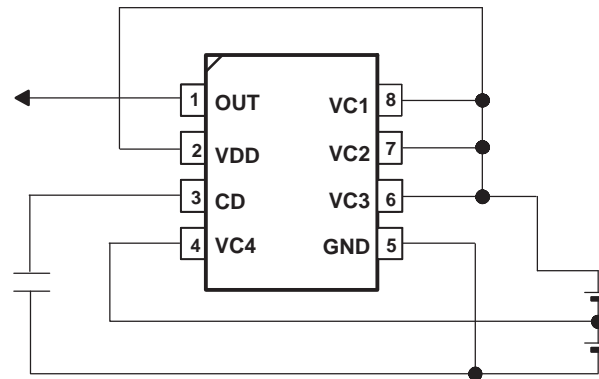 1 OUT VC1 8
2 VDD VC2 7
3 CD VC3 6
4 VC4 GND 5